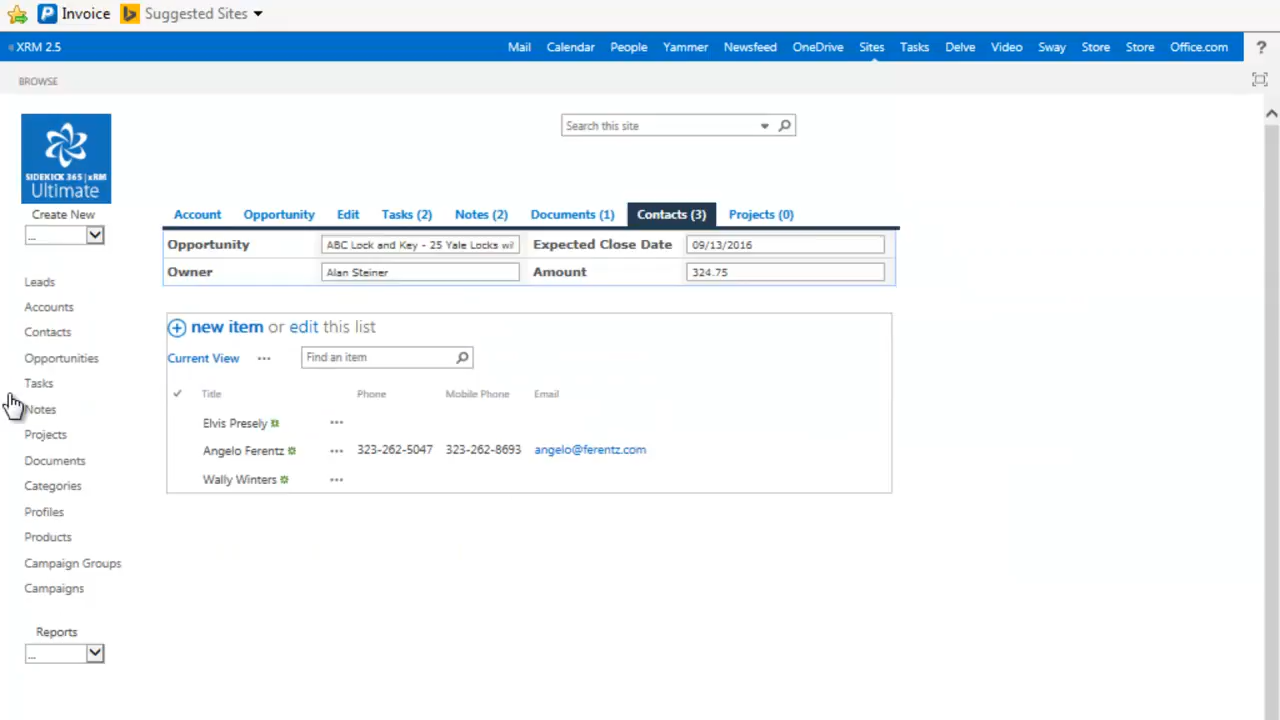 Invoice Suggested Sites
XRM 2.5 Mail Calendar People Yammer Newsfeed OneDrive Sites Tasks Delve Video Sway Store Store Office.com ?
BROWSE
Search this site
SIDEKICK 365 | xRM
Ultimate
Create New
...
Account Opportunity Edit Tasks (2) Notes (2) Documents (1) Contacts (3) Projects (0)
Opportunity ABC Lock and Key - 25 Yale Locks wi Expected Close Date 09/13/2016
Owner Alan Steiner Amount 324.75
Leads
Accounts
Contacts
Opportunities
Tasks
Notes
Projects
Documents
Categories
Profiles
Products
Campaign Groups
Campaigns
Reports
...
new item or edit this list
Current View ... Find an item
Title Phone Mobile Phone Email
Elvis Presely ...
Angelo Ferentz ... 323-262-5047 323-262-8693 angelo@ferentz.com
Wally Winters ...